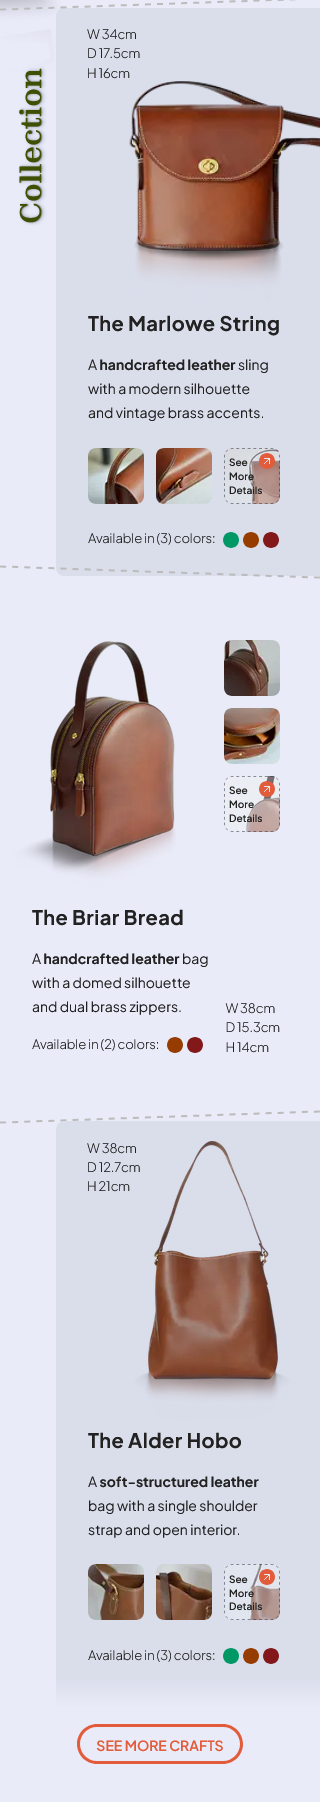 Collection
W 34cm
D 17.5cm
H 16cm
The Marlowe String
A handcrafted leather sling
with a modern silhouette
and vintage brass accents.
See
More
Details
Available in (3) colors:
The Briar Bread
See
More
Details
A handcrafted leather bag
with a domed silhouette
and dual brass zippers.
Available in (2) colors:
W 38cm
D 15.3cm
H 14cm
W 38cm
D 12.7cm
H 21cm
The Alder Hobo
A soft-structured leather
bag with a single shoulder
strap and open interior.
See
More
Details
Available in (3) colors:
SEE MORE CRAFTS